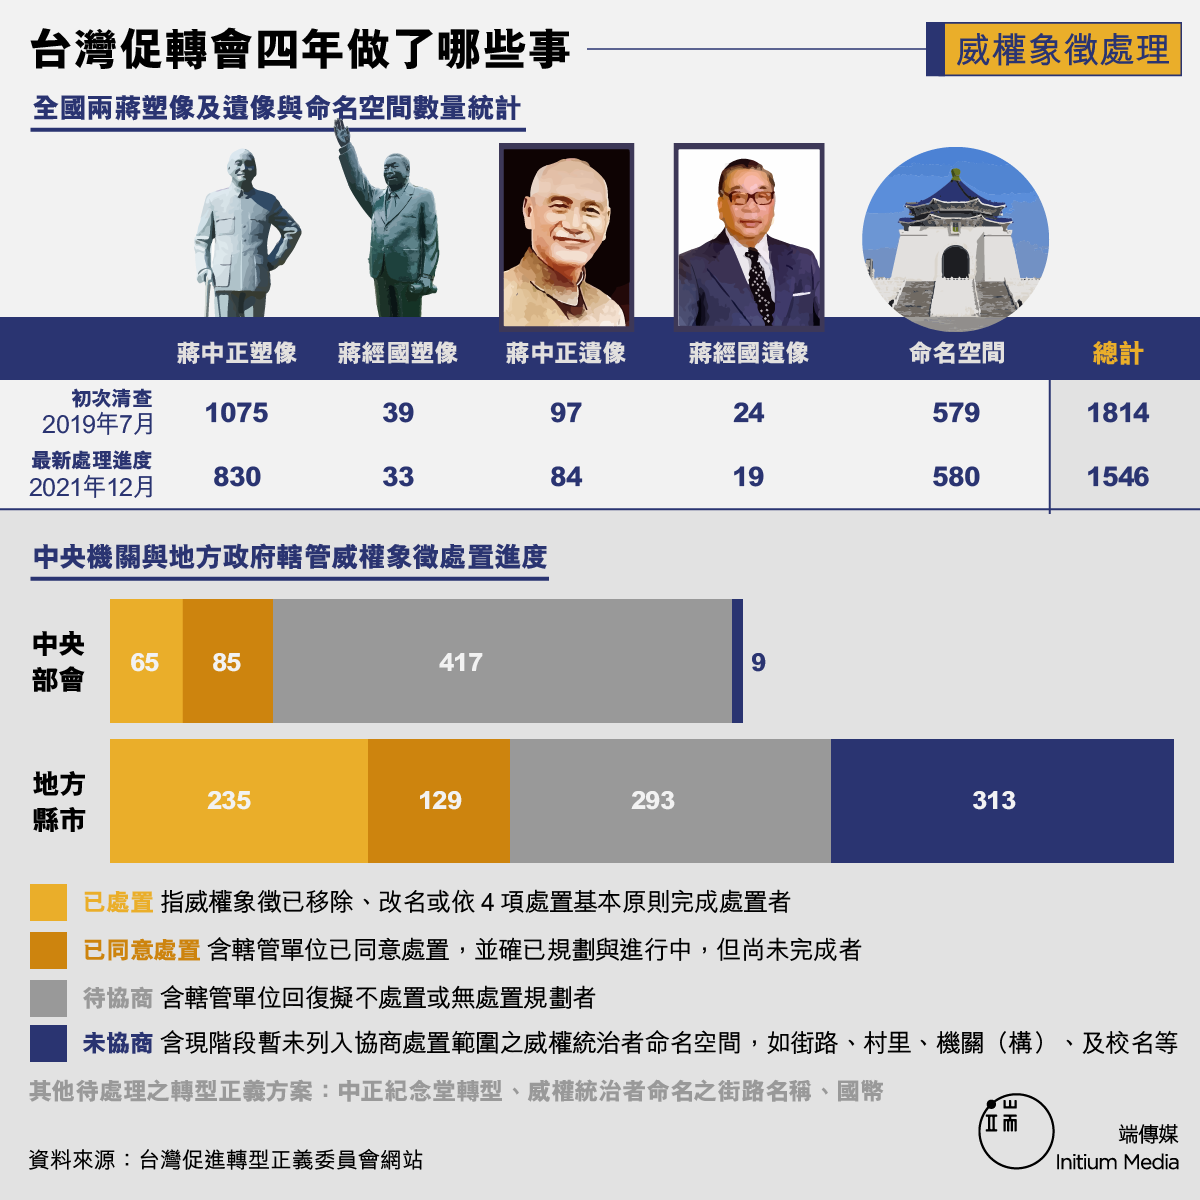 台灣促轉會四年做了哪些事
威權象徵處理
全國兩蔣塑像及遺像與命名空間數量統計
蔣中正塑像 蔣經國塑像 蔣中正遺像 蔣經國遺像 命名空間 總計
初次清查
2019年7月 1075 39 97 24 579 1814
最新處理進度
2021年12月 830 33 84 19 580 1546
中央機關與地方政府轄管威權象徵處置進度
中央
部會
65 85 417 9
地方
縣市
235 129 293 313
已處置 指威權象徵已移除、改名或依 4 項處置基本原則完成處置者
已同意處置 含轄管單位已同意處置，並確已規劃與進行中，但尚未完成者
待協商 含轄管單位回復擬不處置或無處置規劃者
未協商 含現階段暫未列入協商處置範圍之威權統治者命名空間，如街路、村里、機關（構）、及校名等
其他待處理之轉型正義方案：中正紀念堂轉型、威權統治者命名之街路名稱、國幣
資料來源：台灣促進轉型正義委員會網站
端
端傳媒
Initium Media